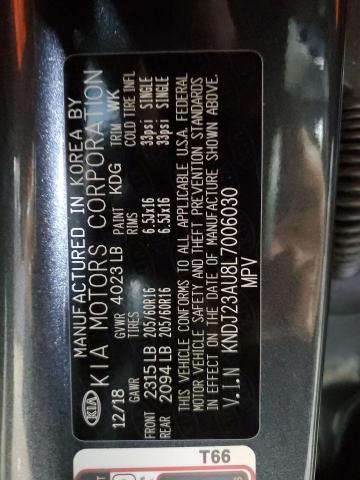 MANUFACTURED IN KOREA BY
KIA KIA MOTORS CORPORATION
12/18 GVWR 4023 LB PAINT KDG TRIM WK
GAWR TIRES RIMS COLD TIRE INFL
FRONT 2315 LB 205/60R16 6.5Jx16 33psi SINGLE
REAR 2094 LB 205/60R16 6.5Jx16 33psi SINGLE
THIS VEHICLE CONFORMS TO ALL APPLICABLE U.S.A. FEDERAL
MOTOR VEHICLE SAFETY AND THEFT PREVENTION STANDARDS
IN EFFECT ON THE DATE OF MANUFACTURE SHOWN ABOVE.
V.I.N KNDJ23AU8L7006030
MPV
T66